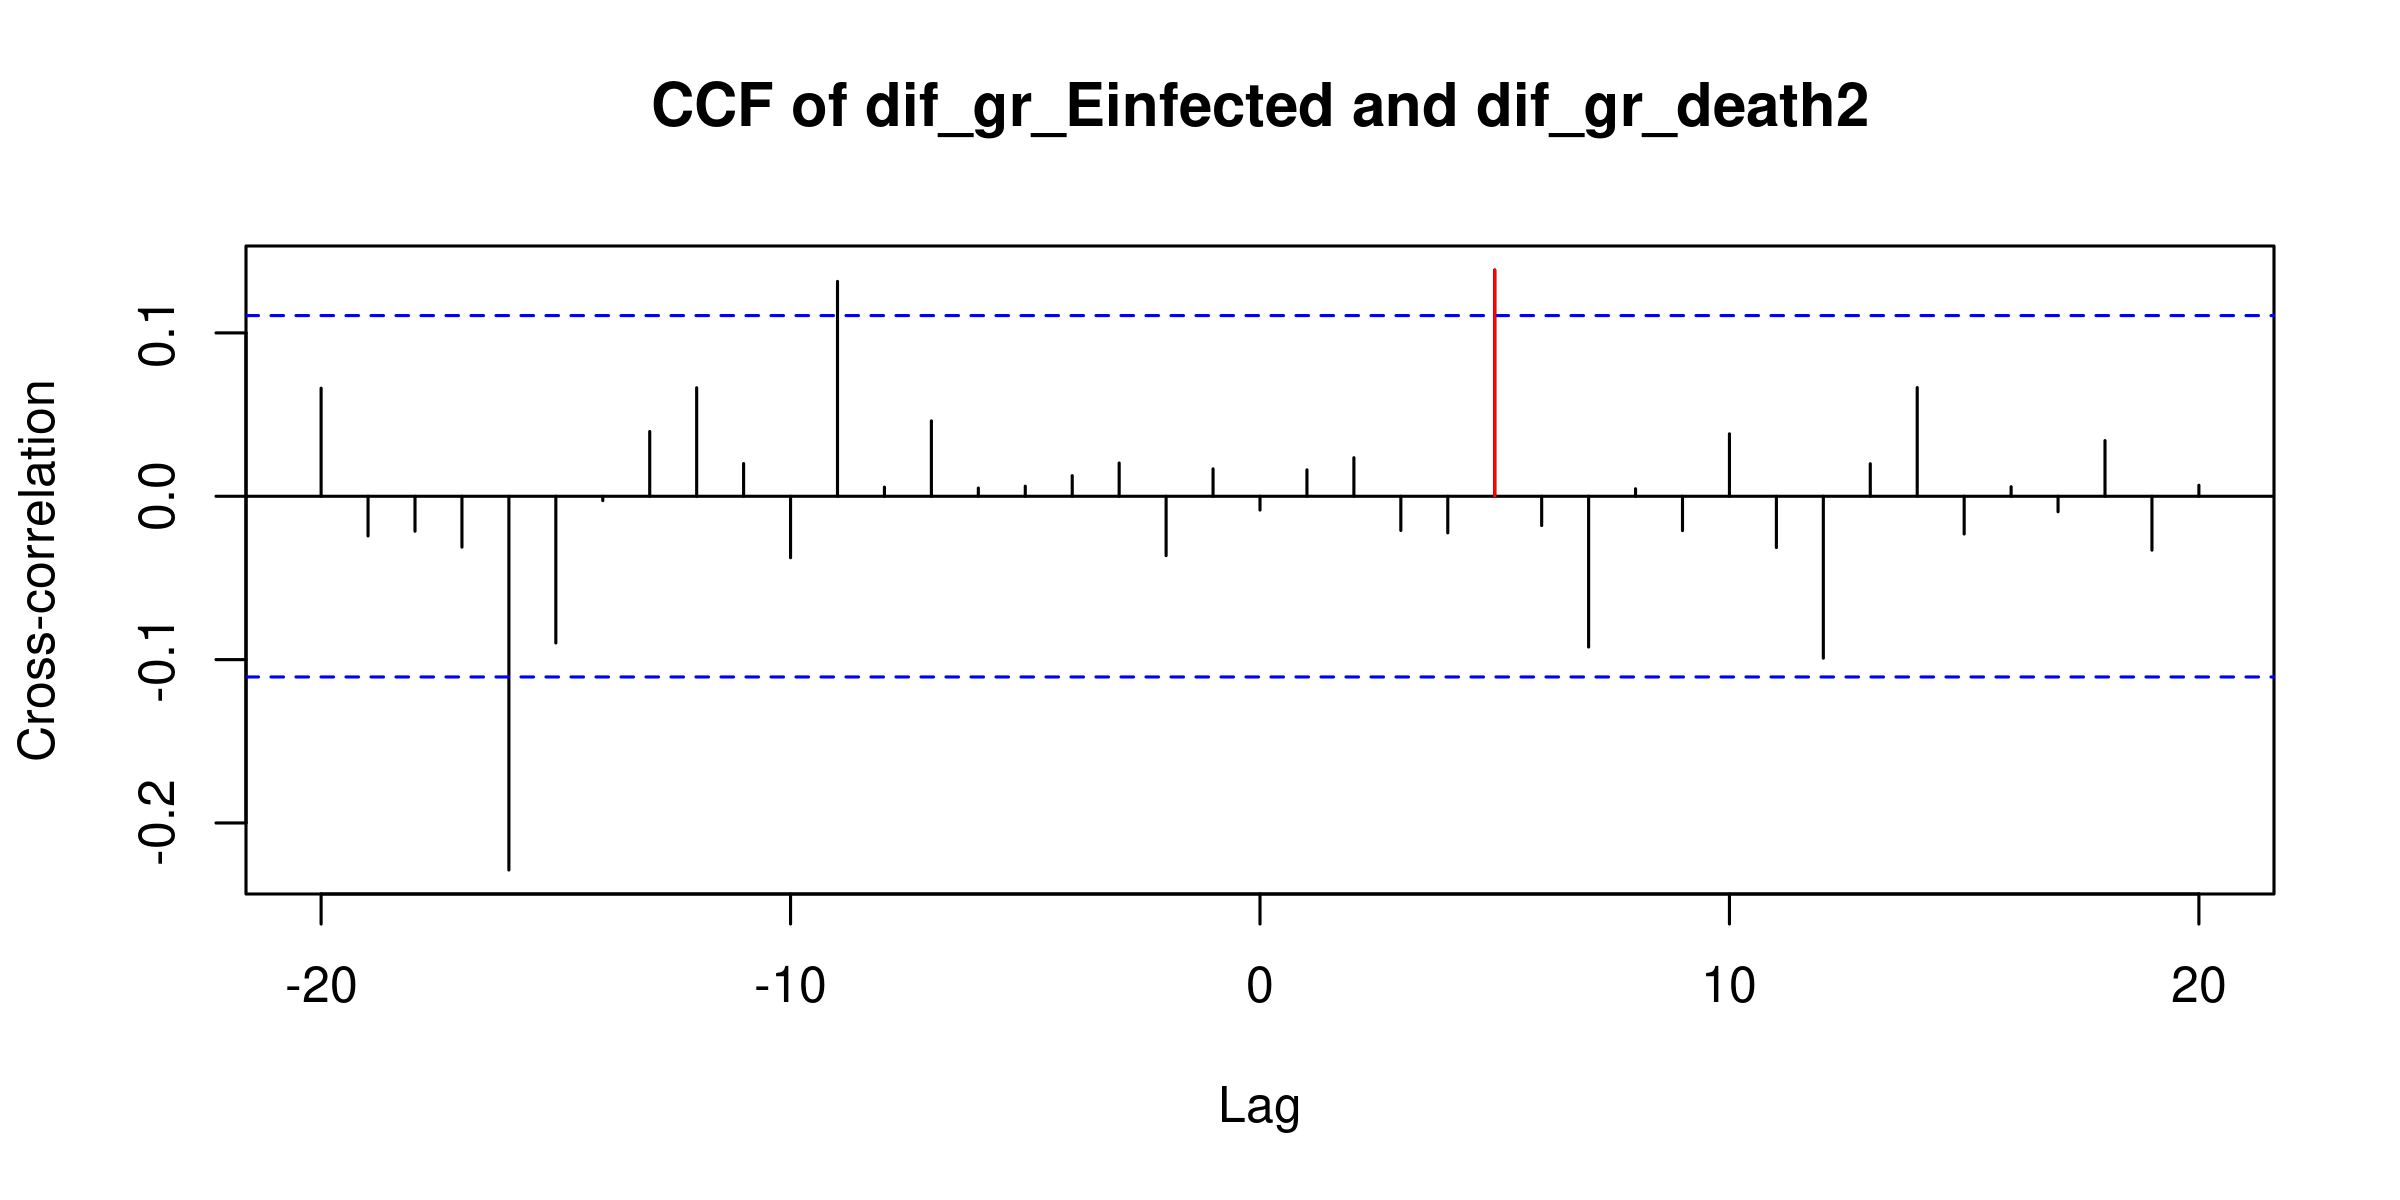 CCF of dif_gr_Einfected and dif_gr_death2
Cross-correlation
0.1
0.0
-0.1
-0.2
-20 -10 0 10 20
Lag